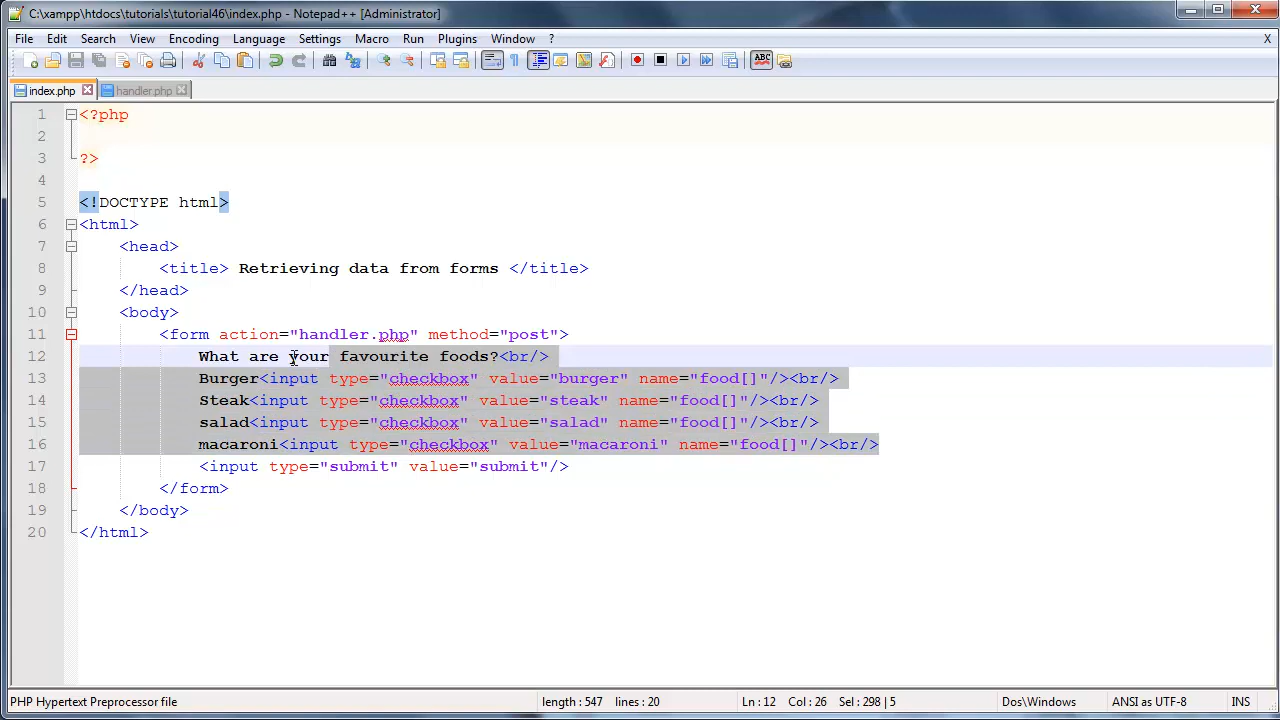 C:\xampp\htdocs\tutorials\tutorial46\index.php - Notepad++ [Administrator]
File Edit Search View Encoding Language Settings Macro Run Plugins Window ? X
ABC
index.php handler.php
1 <?php
2
3 ?>
4
5 <!DOCTYPE html>
6 <html>
7 <head>
8 <title> Retrieving data from forms </title>
9 </head>
10 <body>
11 <form action="handler.php" method="post">
12 What are your favourite foods?<br/>
13 Burger<input type="checkbox" value="burger" name="food[]"/><br/>
14 Steak<input type="checkbox" value="steak" name="food[]"/><br/>
15 salad<input type="checkbox" value="salad" name="food[]"/><br/>
16 macaroni<input type="checkbox" value="macaroni" name="food[]"/><br/>
17 <input type="submit" value="submit"/>
18 </form>
19 </body>
20 </html>
PHP Hypertext Preprocessor file length : 547 lines : 20 Ln : 12 Col : 26 Sel : 298 | 5 Dos\Windows ANSI as UTF-8 INS